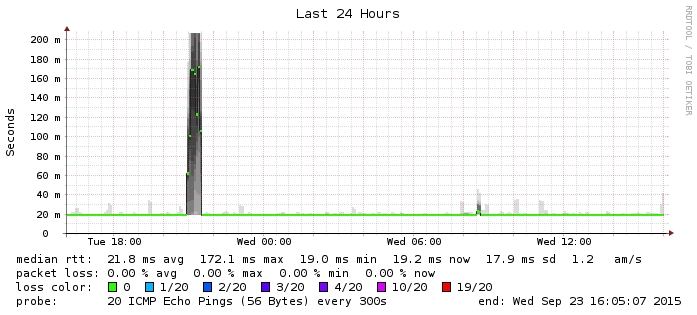 Last 24 Hours
RRDTOOL / TOBI OETIKER
Seconds
200 m
180 m
160 m
140 m
120 m
100 m
80 m
60 m
40 m
20 m
0
Tue 18:00 Wed 00:00 Wed 06:00 Wed 12:00
median rtt: 21.8 ms avg 172.1 ms max 19.0 ms min 19.2 ms now 17.9 ms sd 1.2 am/s
packet loss: 0.00 % avg 0.00 % max 0.00 % min 0.00 % now
loss color: 0 1/20 2/20 3/20 4/20 10/20 19/20
probe: 20 ICMP Echo Pings (56 Bytes) every 300s end: Wed Sep 23 16:05:07 2015